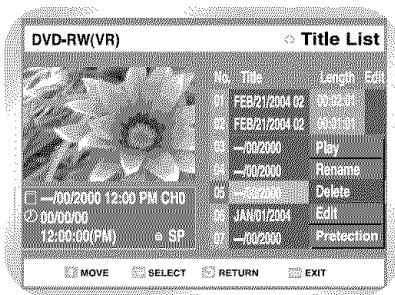 DVD-RW(VR)
Title List
No. Title Length Edit
01 FEB/21/2004 02 00:02:01
02 FEB/21/2004 02 00:01:01
03 —/00/2000 Play
04 —/00/2000 Rename
05 —/00/2000 Delete
06 JAN/01/2004 Edit
07 —/00/2000 Pretection
—/00/2000 12:00 PM CH0
00/00/00
12:00:00(PM) SP
MOVE SELECT RETURN EXIT